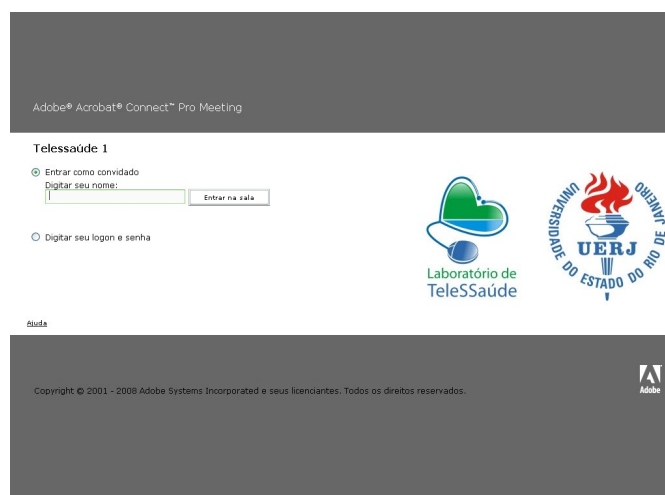 Adobe® Acrobat® Connect™ Pro Meeting
Telessaúde 1
Entrar como convidado
Digitar seu nome:
Entrar na sala
Digitar seu logon e senha
Laboratório de
TeleSSaúde
UNIVERSIDADE DO ESTADO DO RIO DE JANEIRO
UERJ
Ajuda
Copyright © 2001 - 2008 Adobe Systems Incorporated e seus licenciantes. Todos os direitos reservados.
Adobe